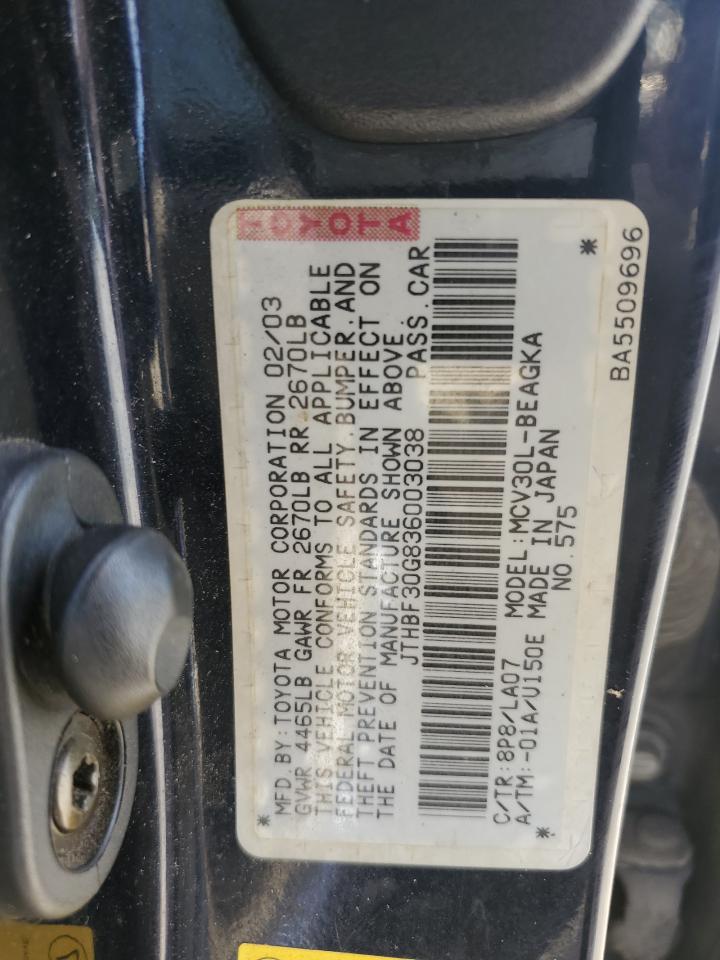 TOYOTA
MFD.BY:TOYOTA MOTOR CORPORATION 02/03
GVWR 4465LB GAWR FR 2670LB RR 2670LB
THIS VEHICLE CONFORMS TO ALL APPLICABLE
FEDERAL MOTOR VEHICLE SAFETY.BUMPER.AND
THEFT PREVENTION STANDARDS IN EFFECT ON
THE DATE OF MANUFACTURE SHOWN ABOVE.
JTHBF30G836003038 PASS.CAR
C/TR:8P8/LA07 MODEL:MCV30L-BEAGKA
A/TM:-01A/U150E MADE IN JAPAN
NO.575
BA5509696